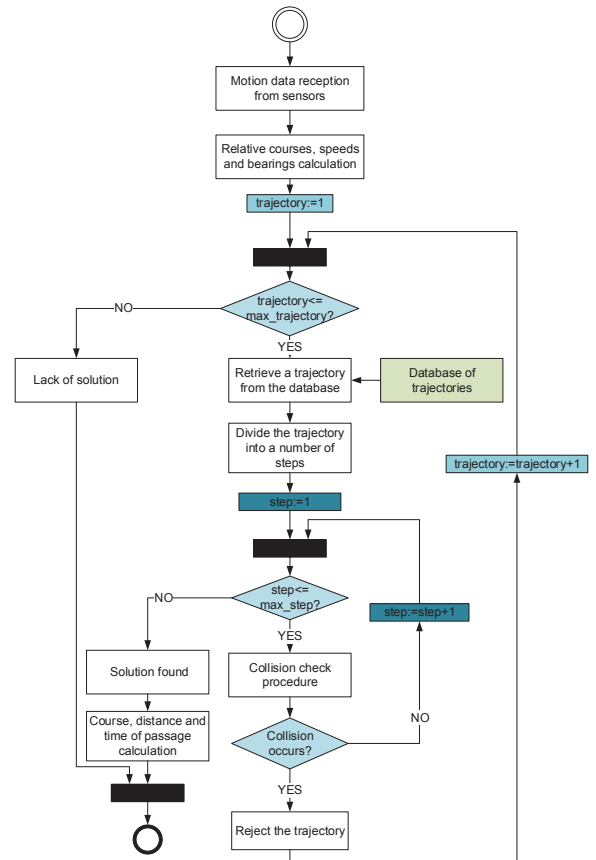 Motion data reception
from sensors
Relative courses, speeds
and bearings calculation
trajectory:=1
trajectory<=
max_trajectory?
NO
YES
Lack of solution
Retrieve a trajectory
from the database
Database of
trajectories
Divide the trajectory
into a number of
steps
trajectory:=trajectory+1
step:=1
step<=
max_step?
NO
step:=step+1
YES
Solution found
Collision check
procedure
Course, distance and
time of passage
calculation
NO
Collision
occurs?
YES
Reject the trajectory